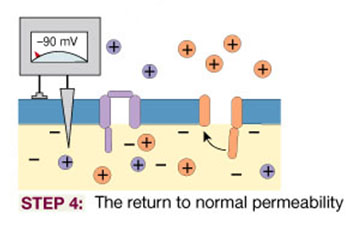 –90 mV
STEP 4: The return to normal permeability